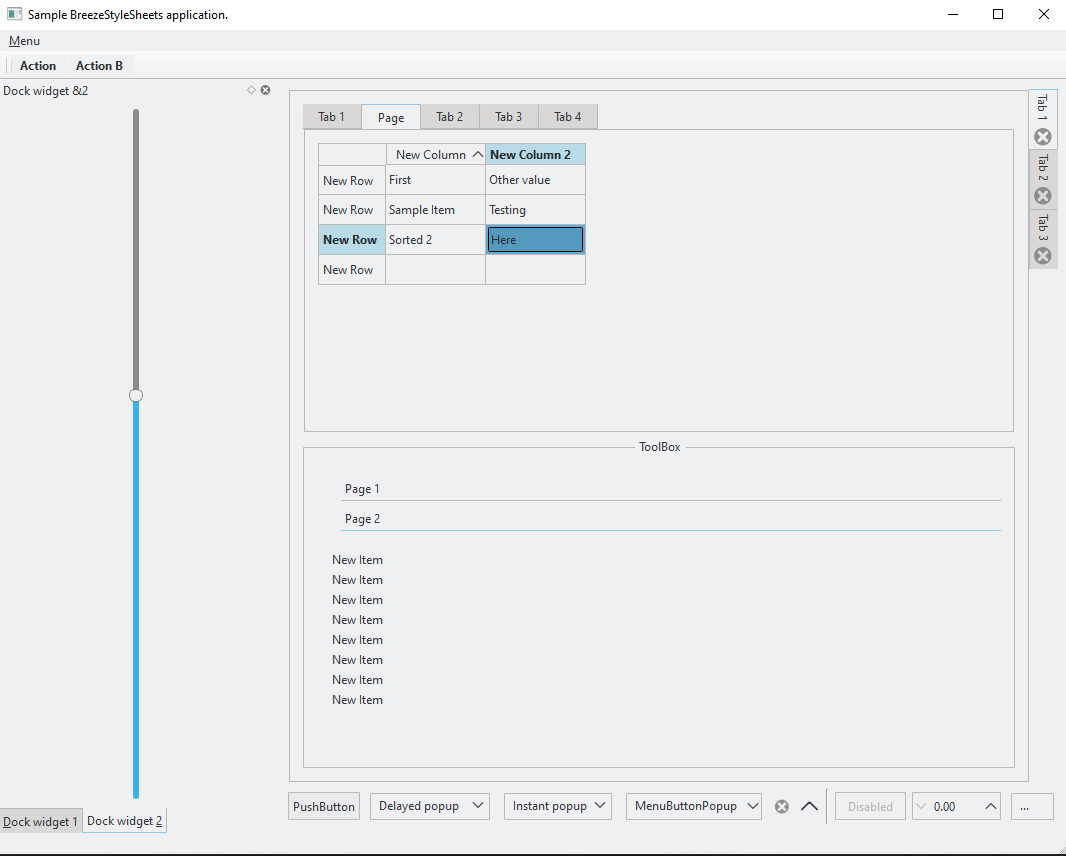 Sample BreezeStyleSheets application.
Menu
Action Action B
Dock widget &2
Tab 1 Page Tab 2 Tab 3 Tab 4
New Column New Column 2
New Row First Other value
New Row Sample Item Testing
New Row Sorted 2 Here
New Row
Tab 1
Tab 2
Tab 3
ToolBox
Page 1
Page 2
New Item
New Item
New Item
New Item
New Item
New Item
New Item
New Item
PushButton Delayed popup Instant popup MenuButtonPopup Disabled 0.00 ...
Dock widget 1 Dock widget 2